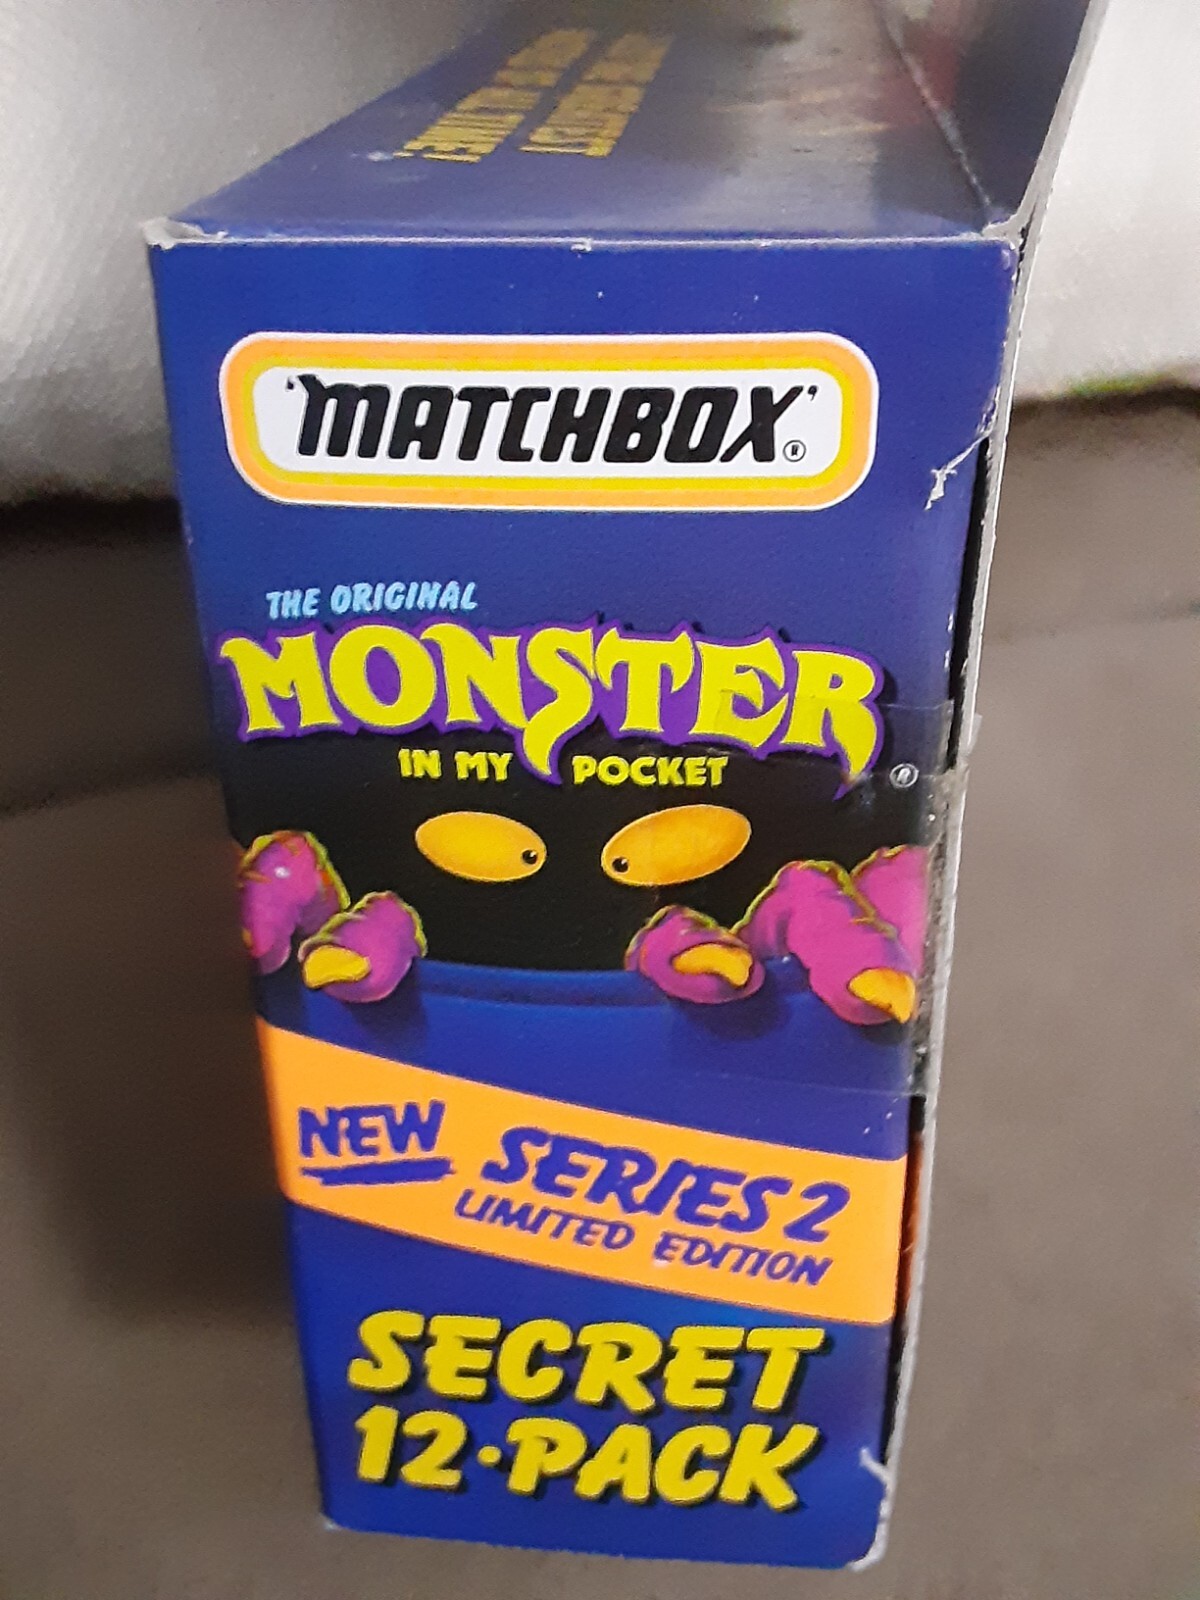 'MATCHBOX'®
THE ORIGINAL
MONSTER
IN MY POCKET ®
NEW SERIES 2
LIMITED EDITION
SECRET
12-PACK